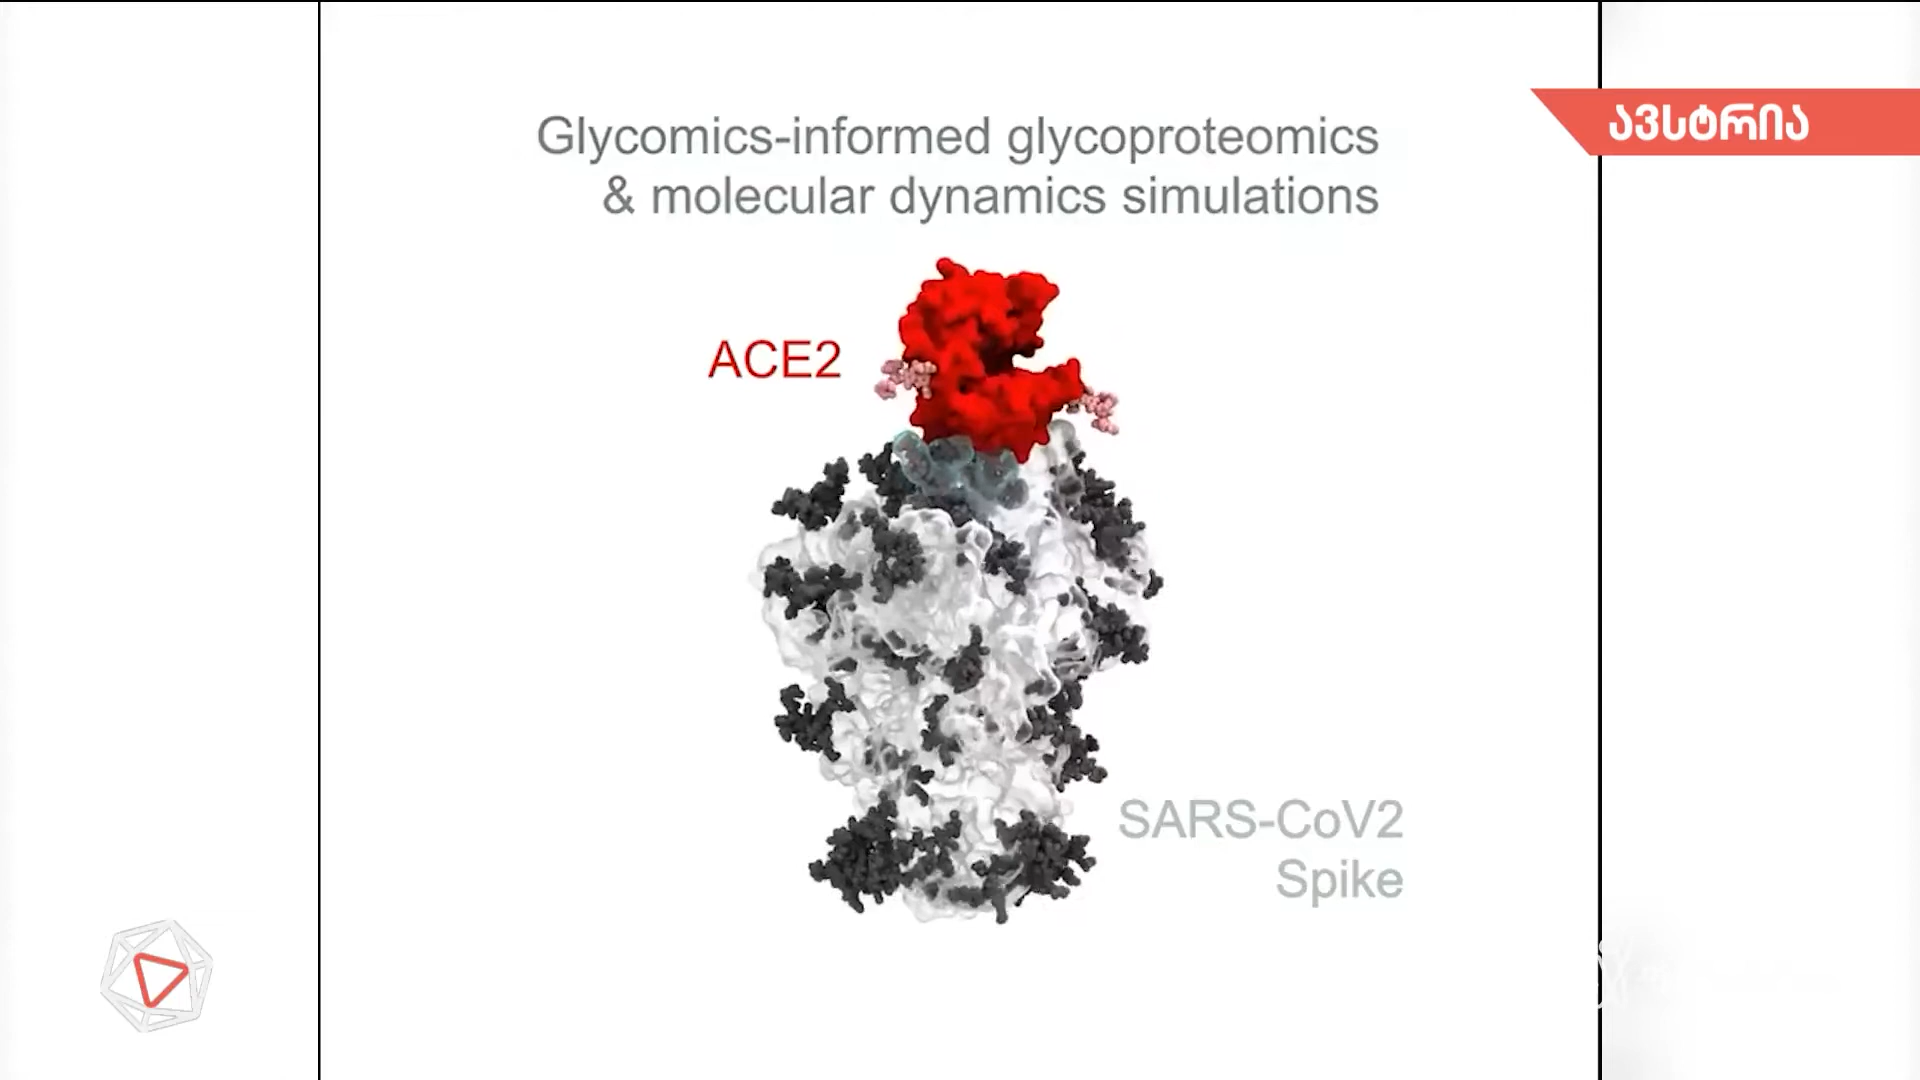 Glycomics-informed glycoproteomics
& molecular dynamics simulations
ავსტრია
ACE2
SARS-CoV2
Spike